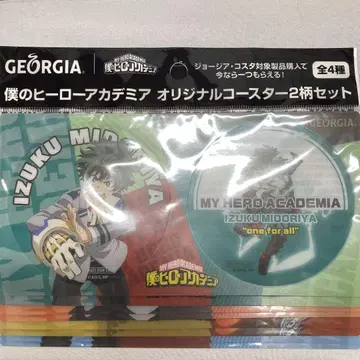 GEORGIA
僕のヒーローアカデミア
ジョージア・コスタ対象製品購入で
今なら一つもらえる!
全4種
僕のヒーローアカデミア オリジナルコースター2柄セット
IZUKU MIDORIYA
MY HERO ACADEMIA
IZUKU MIDORIYA
"one for all"
MY HERO ACADEMIA
僕のヒーローアカデミア